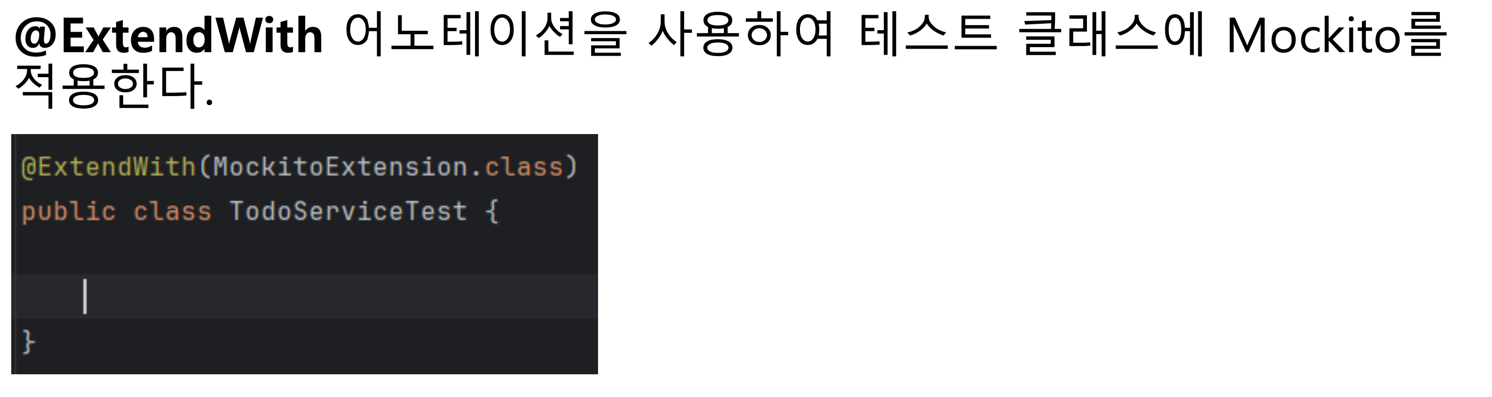 @ExtendWith 어노테이션을 사용하여 테스트 클래스에 Mockito를
적용한다.
@ExtendWith(MockitoExtension.class)
public class TodoServiceTest {
}